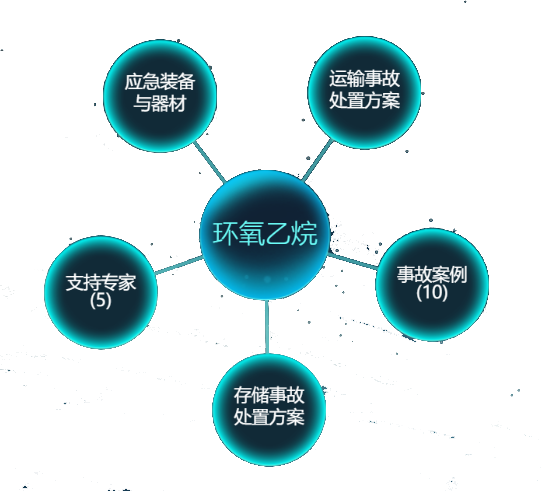 应急装备
与器材
运输事故
处置方案
环氧乙烷
支持专家
(5)
事故案例
(10)
存储事故
处置方案